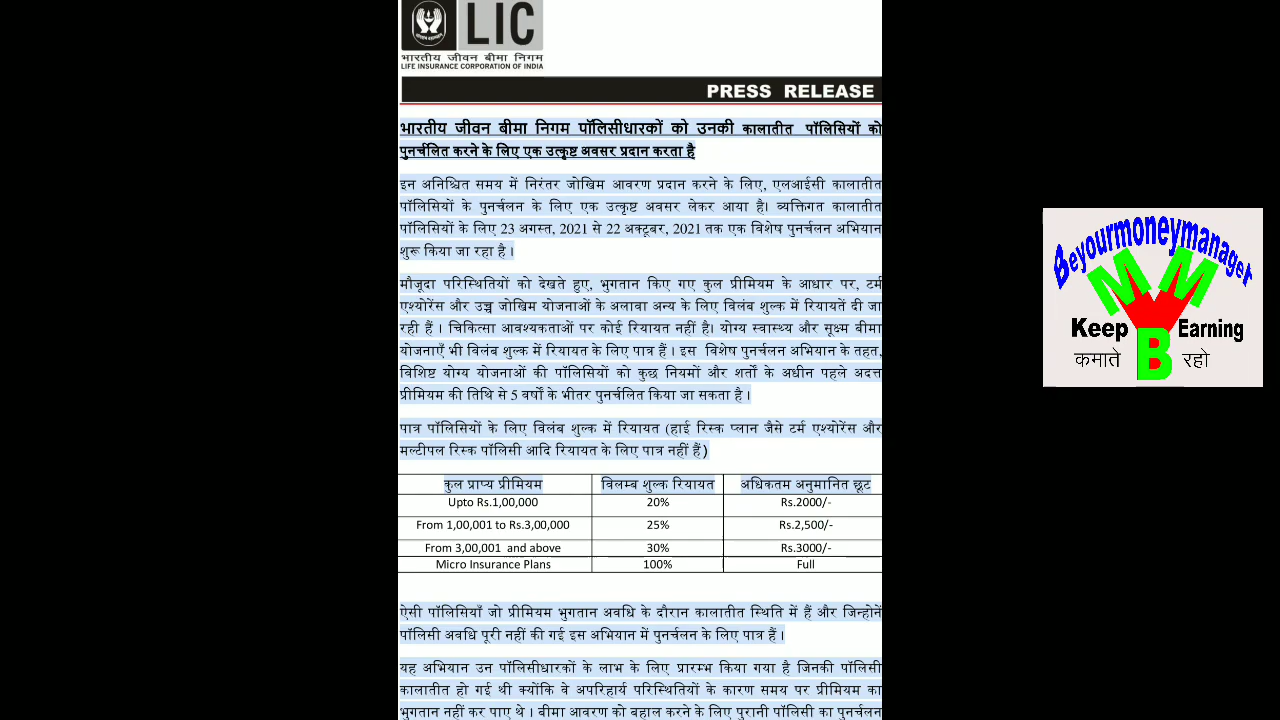 LIC
भारतीय जीवन बीमा निगम
LIFE INSURANCE CORPORATION OF INDIA
PRESS RELEASE
भारतीय जीवन बीमा निगम पॉलिसीधारकों को उनकी कालातीत पॉलिसियों को
पुनर्चलित करने के लिए एक उत्कृष्ट अवसर प्रदान करता है
इन अनिश्चित समय में निरंतर जोखिम आवरण प्रदान करने के लिए, एलआईसी कालातीत
पॉलिसियों के पुनर्चलन के लिए एक उत्कृष्ट अवसर लेकर आया है। व्यक्तिगत कालातीत
पॉलिसियों के लिए 23 अगस्त, 2021 से 22 अक्टूबर, 2021 तक एक विशेष पुनर्चलन अभियान
शुरू किया जा रहा है ।
मौजूदा परिस्थितियों को देखते हुए, भुगतान किए गए कुल प्रीमियम के आधार पर, टर्म
एश्योरेंस और उच्च जोखिम योजनाओं के अलावा अन्य के लिए विलंब शुल्क में रियायतें दी जा
रही हैं । चिकित्सा आवश्यकताओं पर कोई रियायत नहीं है। योग्य स्वास्थ्य और सूक्ष्म बीमा
योजनाएँ भी विलंब शुल्क में रियायत के लिए पात्र हैं । इस विशेष पुनर्चलन अभियान के तहत,
विशिष्ट योग्य योजनाओं की पॉलिसियों को कुछ नियमों और शर्तों के अधीन पहले अदत्त
प्रीमियम की तिथि से 5 वर्षों के भीतर पुनर्चलित किया जा सकता है ।
पात्र पॉलिसियों के लिए विलंब शुल्क में रियायत (हाई रिस्क प्लान जैसे टर्म एश्योरेंस और
मल्टीपल रिस्क पॉलिसी आदि रियायत के लिए पात्र नहीं हैं)
कुल प्राप्य प्रीमियम विलम्ब शुल्क रियायत अधिकतम अनुमानित छूट
Upto Rs.1,00,000 20% Rs.2000/-
From 1,00,001 to Rs.3,00,000 25% Rs.2,500/-
From 3,00,001 and above 30% Rs.3000/-
Micro Insurance Plans 100% Full
ऐसी पॉलिसियाँ जो प्रीमियम भुगतान अवधि के दौरान कालातीत स्थिति में हैं और जिन्होनें
पॉलिसी अवधि पूरी नहीं की गई इस अभियान में पुनर्चलन के लिए पात्र हैं ।
यह अभियान उन पॉलिसीधारकों के लाभ के लिए प्रारम्भ किया गया है जिनकी पॉलिसी
कालातीत हो गई थी क्योंकि वे अपरिहार्य परिस्थितियों के कारण समय पर प्रीमियम का
भुगतान नहीं कर पाए थे । बीमा आवरण को बहाल करने के लिए पुरानी पॉलिसी का पुनर्चलन
Beyourmoneymanager
M M
Keep B Earning
कमाते रहो